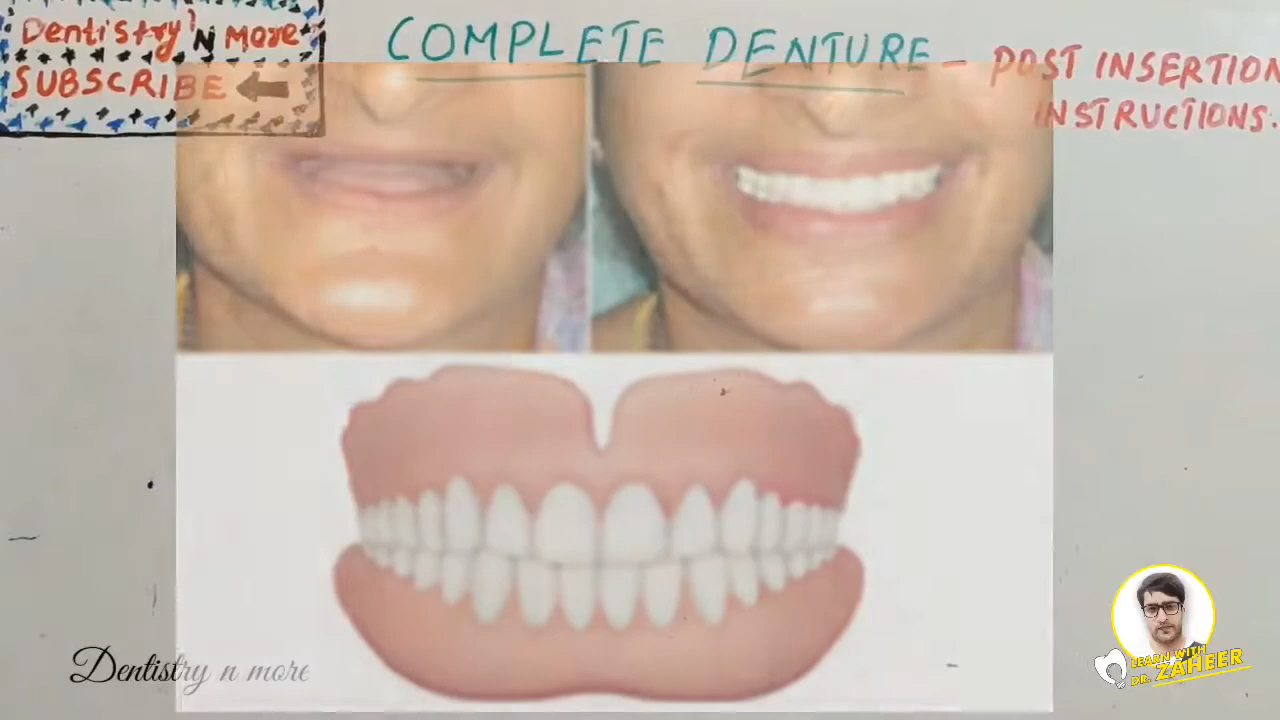 Dentistry'N More
SUBSCRIBE
COMPLETE DENTURE - POST INSERTION
INSTRUCTIONS.
Dentistry n more
LEARN WITH
DR. ZAHEER